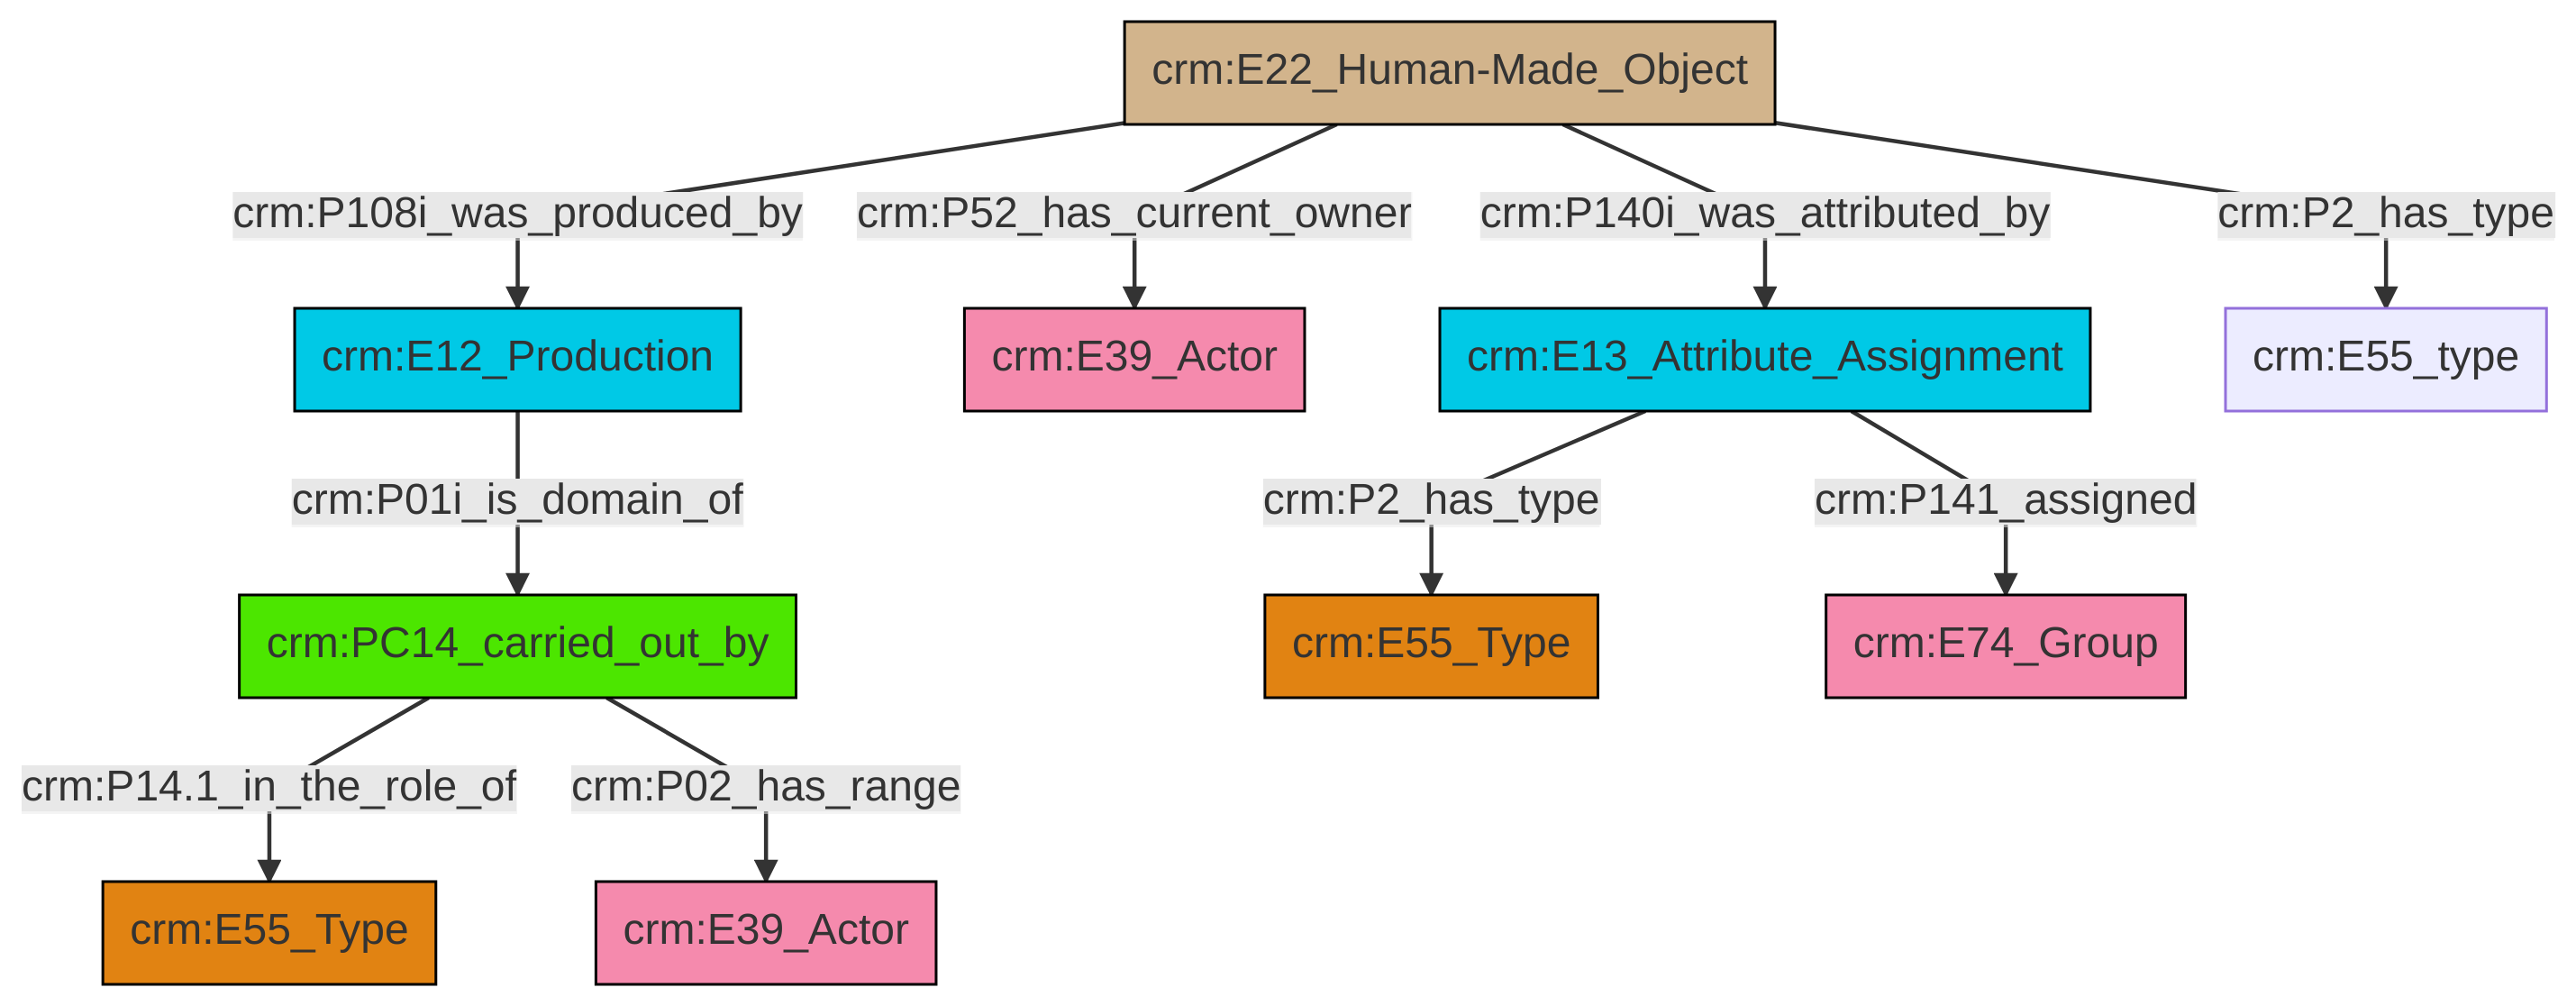 crm:E22_Human-Made_Object
crm:P108i_was_produced_by
crm:P52_has_current_owner
crm:P140i_was_attributed_by
crm:P2_has_type
crm:E12_Production
crm:E39_Actor
crm:E13_Attribute_Assignment
crm:E55_type
crm:P01i_is_domain_of
crm:P2_has_type
crm:P141_assigned
crm:PC14_carried_out_by
crm:E55_Type
crm:E74_Group
crm:P14.1_in_the_role_of
crm:P02_has_range
crm:E55_Type
crm:E39_Actor